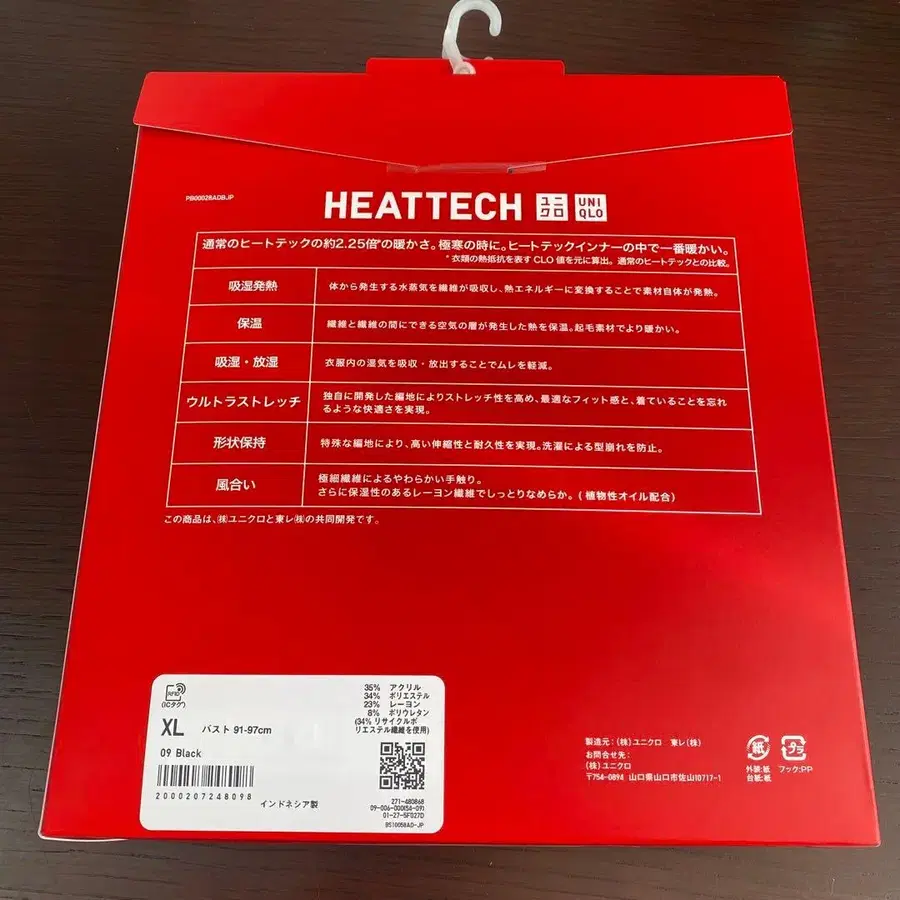 PB00028ADBJP
HEATTECH ユニクロ UNIQLO
通常のヒートテックの約2.25倍*の暖かさ。極寒の時に。ヒートテックインナーの中で一番暖かい。
*衣類の熱抵抗を表すCLO値を元に算出。通常のヒートテックとの比較。
吸湿発熱
体から発生する水蒸気を繊維が吸収し、熱エネルギーに変換することで素材自体が発熱。
保温
繊維と繊維の間にできる空気の層が発生した熱を保温。起毛素材でより暖かい。
吸湿・放湿
衣服内の湿気を吸収・放出することでムレを軽減。
ウルトラストレッチ
独自に開発した編地によりストレッチ性を高め、最適なフィット感と、着ていることを忘れ
るような快適さを実現。
形状保持
特殊な編地により、高い伸縮性と耐久性を実現。洗濯による型崩れを防止。
風合い
極細繊維によるやわらかい手触り。
さらに保湿性のあるレーヨン繊維でしっとりなめらか。(植物性オイル配合)
この商品は、㈱ユニクロと東レ㈱の共同開発です。
RFID
(ICタグ)
XL バスト 91-97cm
09 Black
2000207248098
インドネシア製
35% アクリル
34% ポリエステル
23% レーヨン
8% ポリウレタン
(34% リサイクルポ
リエステル繊維を使用)
271-480868
09-006-000(54-09)
01-27-5F027D
BS10058AD-JP
製造元:(株)ユニクロ 東レ(株)
お問合せ先:
(株)ユニクロ
〒754-0894 山口県山口市佐山10717-1
紙
外装:紙
台紙:紙
プラ
フック:PP